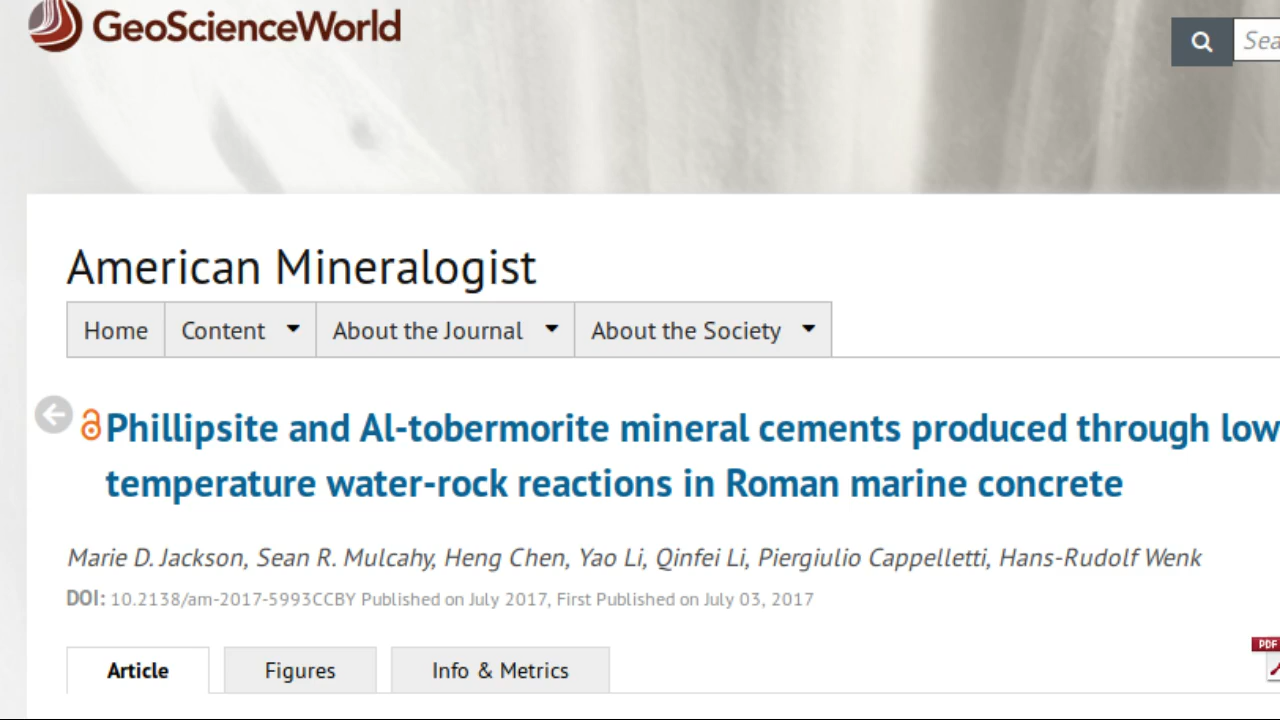 GeoScienceWorld
Sea
American Mineralogist
Home Content About the Journal About the Society
Phillipsite and Al-tobermorite mineral cements produced through low
temperature water-rock reactions in Roman marine concrete
Marie D. Jackson, Sean R. Mulcahy, Heng Chen, Yao Li, Qinfei Li, Piergiulio Cappelletti, Hans-Rudolf Wenk
DOI: 10.2138/am-2017-5993CCBY Published on July 2017, First Published on July 03, 2017
Article Figures Info & Metrics
PDF